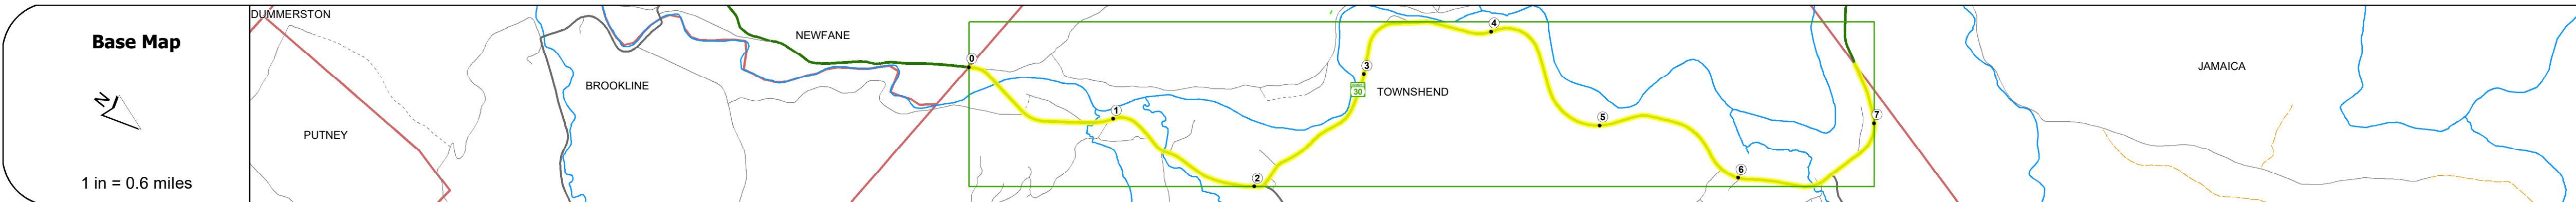 Base Map
N
1 in = 0.6 miles
DUMMERSTON
PUTNEY
BROOKLINE
NEWFANE
0
1
2
3
30
TOWNSHEND
4
5
6
7
JAMAICA